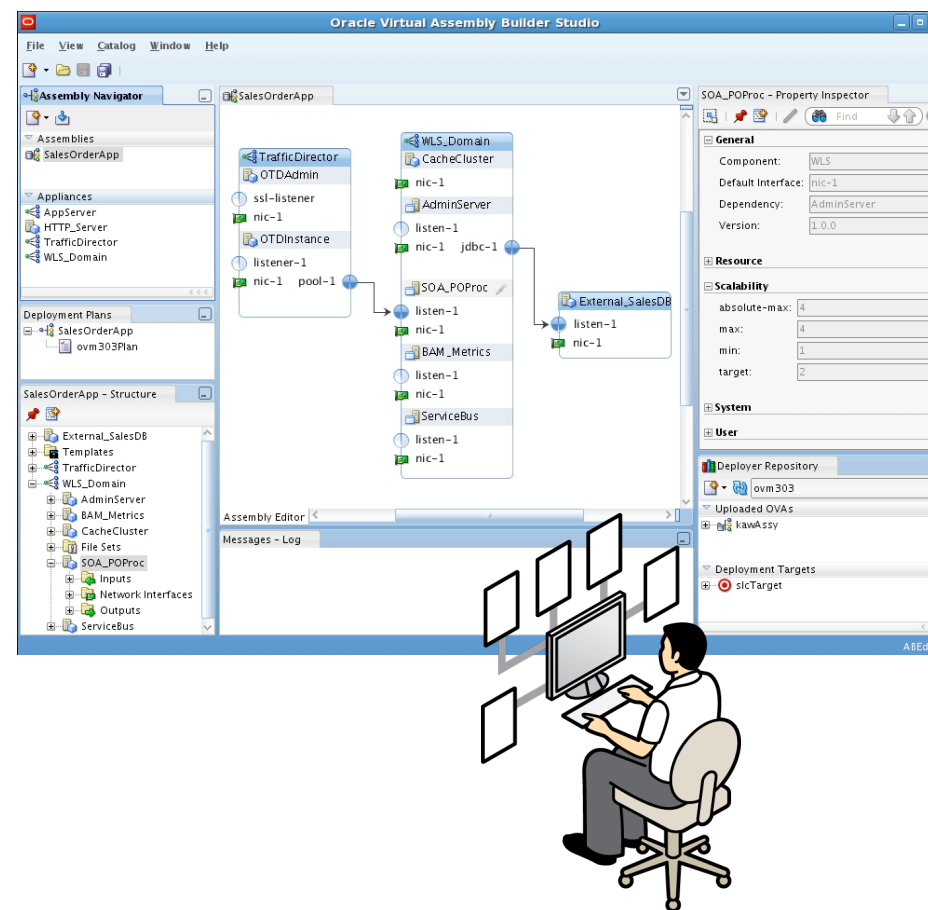 Oracle Virtual Assembly Builder Studio
File View Catalog Window Help
Assembly Navigator
Assemblies
SalesOrderApp
Appliances
AppServer
HTTP_Server
TrafficDirector
WLS_Domain
Deployment Plans
SalesOrderApp
ovm303Plan
SalesOrderApp - Structure
External_SalesDB
Templates
TrafficDirector
WLS_Domain
AdminServer
BAM_Metrics
CacheCluster
File Sets
SOA_POProc
Inputs
Network Interfaces
Outputs
ServiceBus
SalesOrderApp
TrafficDirector
OTDAdmin
ssl-listener
nic-1
OTDInstance
listener-1
nic-1 pool-1
WLS_Domain
CacheCluster
nic-1
AdminServer
listen-1
nic-1 jdbc-1
SOA_POProc
listen-1
nic-1
BAM_Metrics
listen-1
nic-1
ServiceBus
listen-1
nic-1
External_SalesDB
listen-1
nic-1
Assembly Editor
Messages - Log
SOA_POProc - Property Inspector
Find
General
Component: WLS
Default Interface: nic-1
Dependency: AdminServer
Version: 1.0.0
Resource
Scalability
absolute-max: 4
max: 4
min: 1
target: 2
System
User
Deployer Repository
ovm303
Uploaded OVAs
kawAssy
Deployment Targets
slcTarget
ABEd